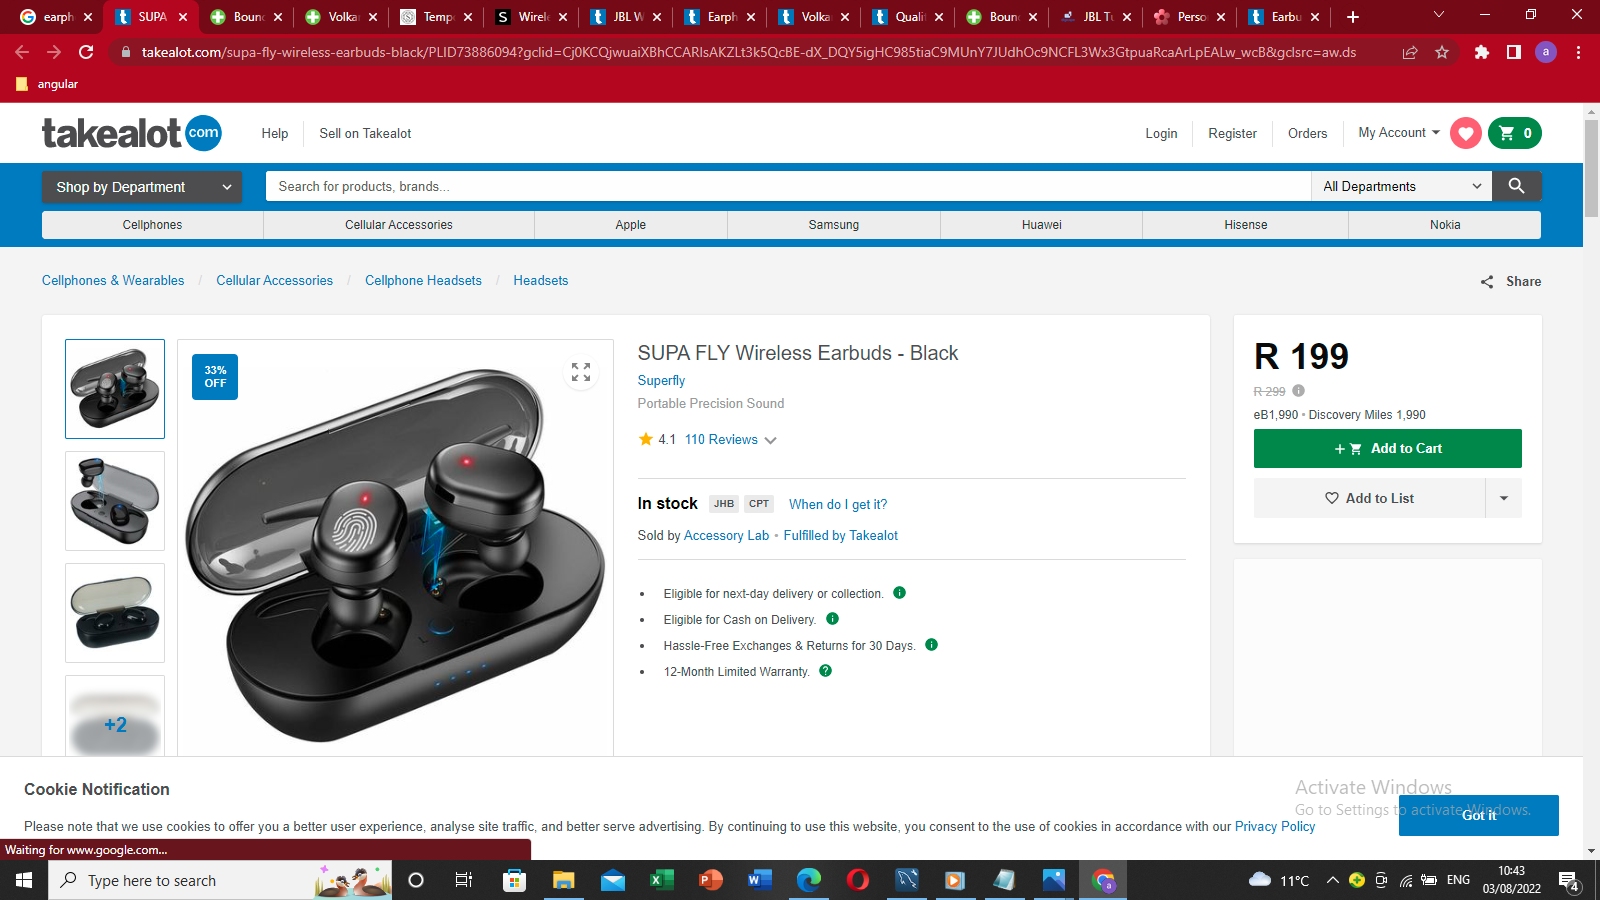 earph
SUPA
Boun
Volka
Temp
Wirel
JBL W
Earph
Volka
Quali
Boun
JBL Tu
Perso
Earbu
takealot.com/supa-fly-wireless-earbuds-black/PLID73886094?gclid=Cj0KCQjwuaiXBhCCARIsAKZLt3k5QcBE-dX_DQY5igHC985tiaC9MUnY7JUdhOc9NCFL3Wx3GtpuaRcaArLpEALw_wcB&gclsrc=aw.ds
a
angular
takealot com
Help
Sell on Takealot
Login
Register
Orders
My Account
0
Shop by Department
Search for products, brands...
All Departments
Cellphones
Cellular Accessories
Apple
Samsung
Huawei
Hisense
Nokia
Cellphones & Wearables / Cellular Accessories / Cellphone Headsets / Headsets
Share
33%
OFF
+2
SUPA FLY Wireless Earbuds - Black
Superfly
Portable Precision Sound
4.1 110 Reviews
In stock JHB CPT When do I get it?
Sold by Accessory Lab • Fulfilled by Takealot
• Eligible for next-day delivery or collection.
• Eligible for Cash on Delivery.
• Hassle-Free Exchanges & Returns for 30 Days.
• 12-Month Limited Warranty.
R 199
R 299
eB1,990 • Discovery Miles 1,990
+ Add to Cart
Add to List
Cookie Notification
Please note that we use cookies to offer you a better user experience, analyse site traffic, and better serve advertising. By continuing to use this website, you consent to the use of cookies in accordance with our Privacy Policy
Got it
Activate Windows
Go to Settings to activate Windows.
Waiting for www.google.com...
Type here to search
11°C
ENG
10:43
03/08/2022
4